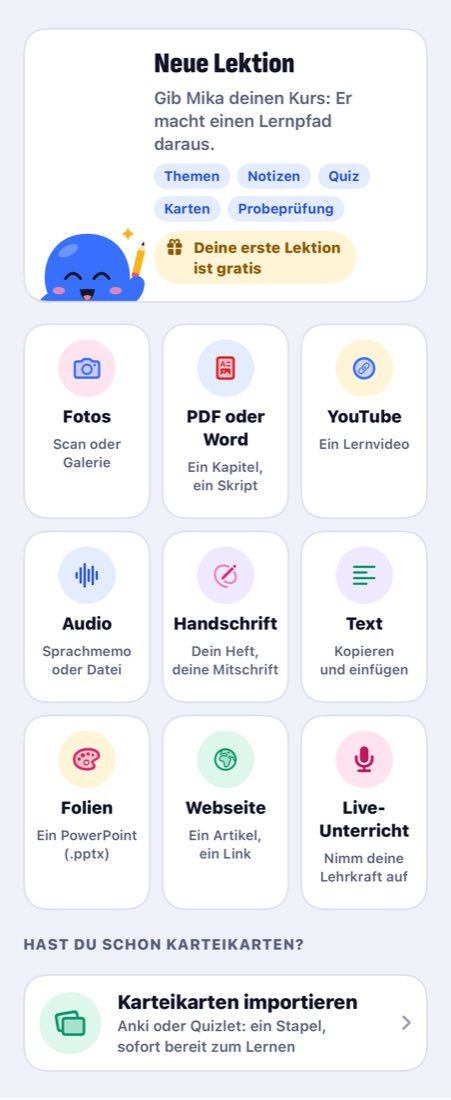 Neue Lektion
Gib Mika deinen Kurs: Er
macht einen Lernpfad
daraus.
Themen Notizen Quiz
Karten Probeprüfung
Deine erste Lektion
ist gratis
Fotos
Scan oder
Galerie
PDF oder
Word
Ein Kapitel,
ein Skript
YouTube
Ein Lernvideo
Audio
Sprachmemo
oder Datei
Handschrift
Dein Heft,
deine Mitschrift
Text
Kopieren
und einfügen
Folien
Ein PowerPoint
(.pptx)
Webseite
Ein Artikel,
ein Link
Live-
Unterricht
Nimm deine
Lehrkraft auf
HAST DU SCHON KARTEIKARTEN?
Karteikarten importieren
Anki oder Quizlet: ein Stapel,
sofort bereit zum Lernen